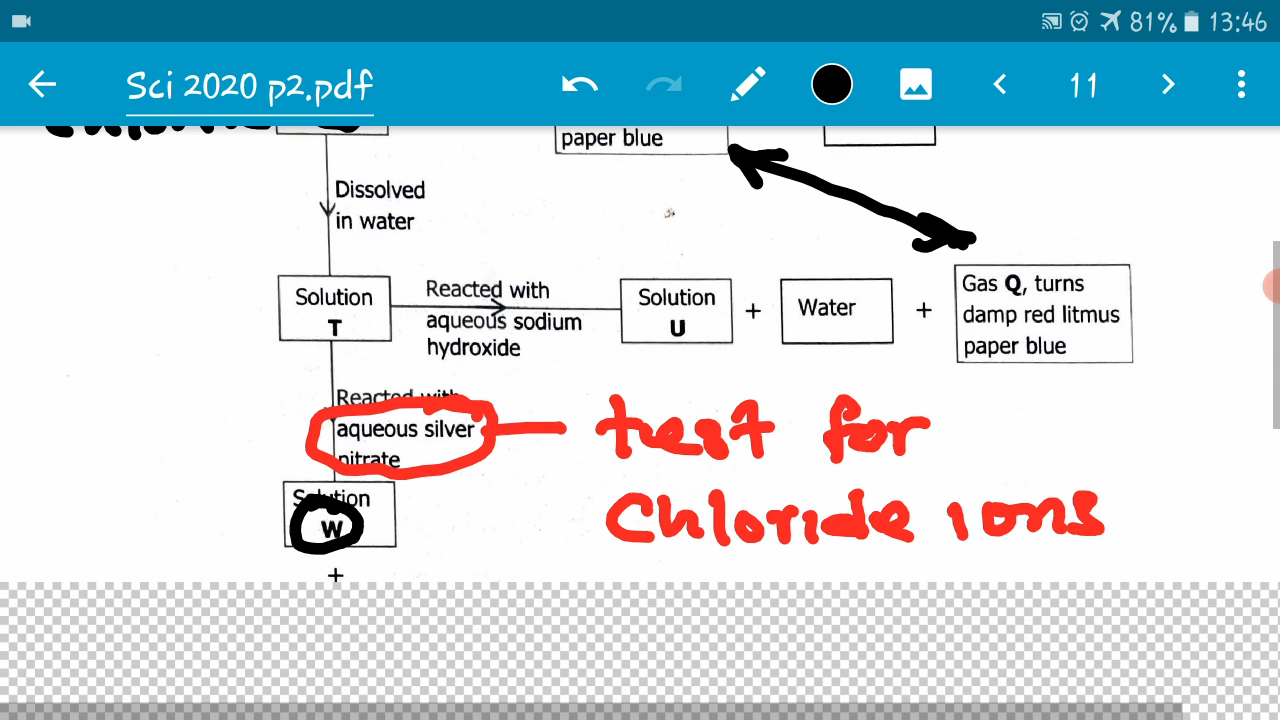 81% 13:46
Sci 2020 p2.pdf 11
paper blue
Dissolved
in water
Solution
T
Reacted with
aqueous sodium
hydroxide
Solution
U
+
Water
+
Gas Q, turns
damp red litmus
paper blue
Reacted with
aqueous silver
nitrate
test for
Chloride ions
Solution
W
+